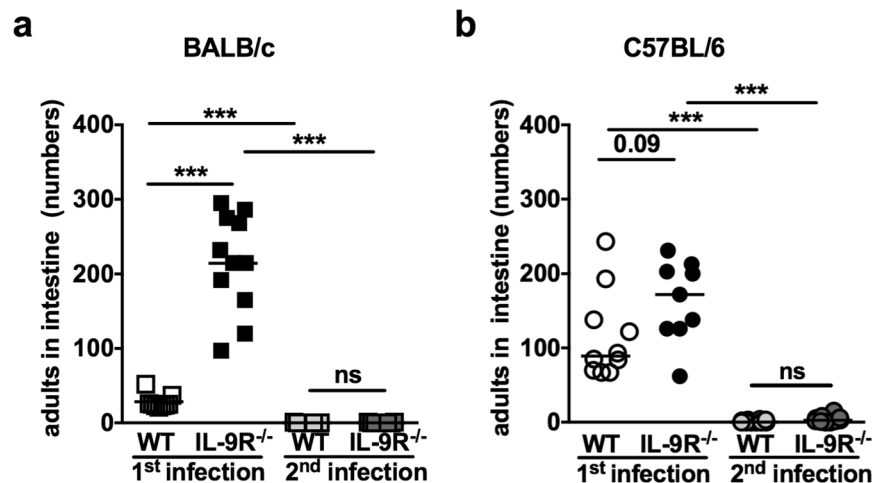 a
BALB/c
adults in intestine (numbers)
400
300
200
100
0
***
***
***
ns
WT IL-9R-/- WT IL-9R-/-
1st infection 2nd infection
b
C57BL/6
adults in intestine (numbers)
400
300
200
100
0
***
***
0.09
ns
WT IL-9R-/- WT IL-9R-/-
1st infection 2nd infection